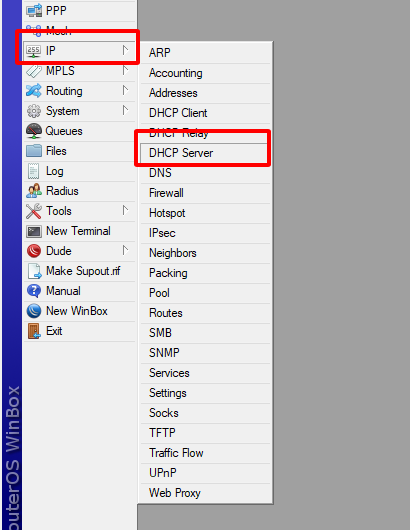 PPP
Mesh
IP
MPLS
Routing
System
Queues
Files
Log
Radius
Tools
New Terminal
Dude
Make Supout.rif
Manual
New WinBox
Exit
ARP
Accounting
Addresses
DHCP Client
DHCP Relay
DHCP Server
DNS
Firewall
Hotspot
IPsec
Neighbors
Packing
Pool
Routes
SMB
SNMP
Services
Settings
Socks
TFTP
Traffic Flow
UPnP
Web Proxy
outerOS WinBox